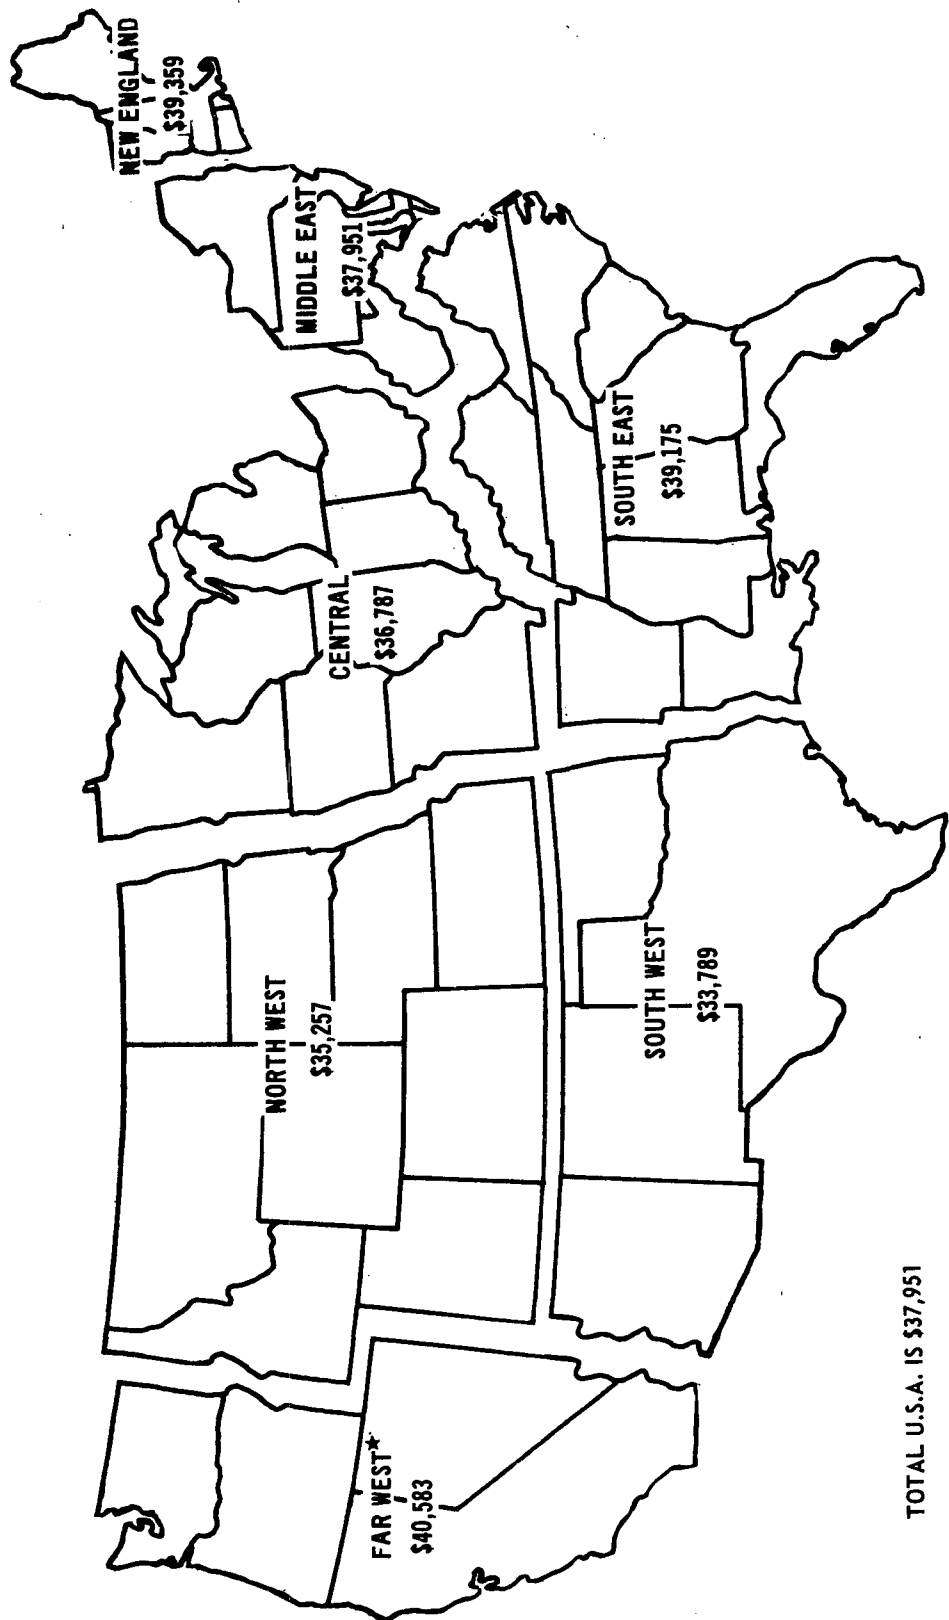 NEW ENGLAND
$39,359
MIDDLE EAST
$37,951
CENTRAL
$36,787
SOUTH EAST
$39,175
NORTH WEST
$35,257
SOUTH WEST
$33,789
FAR WEST★
$40,583
TOTAL U.S.A. IS $37,951